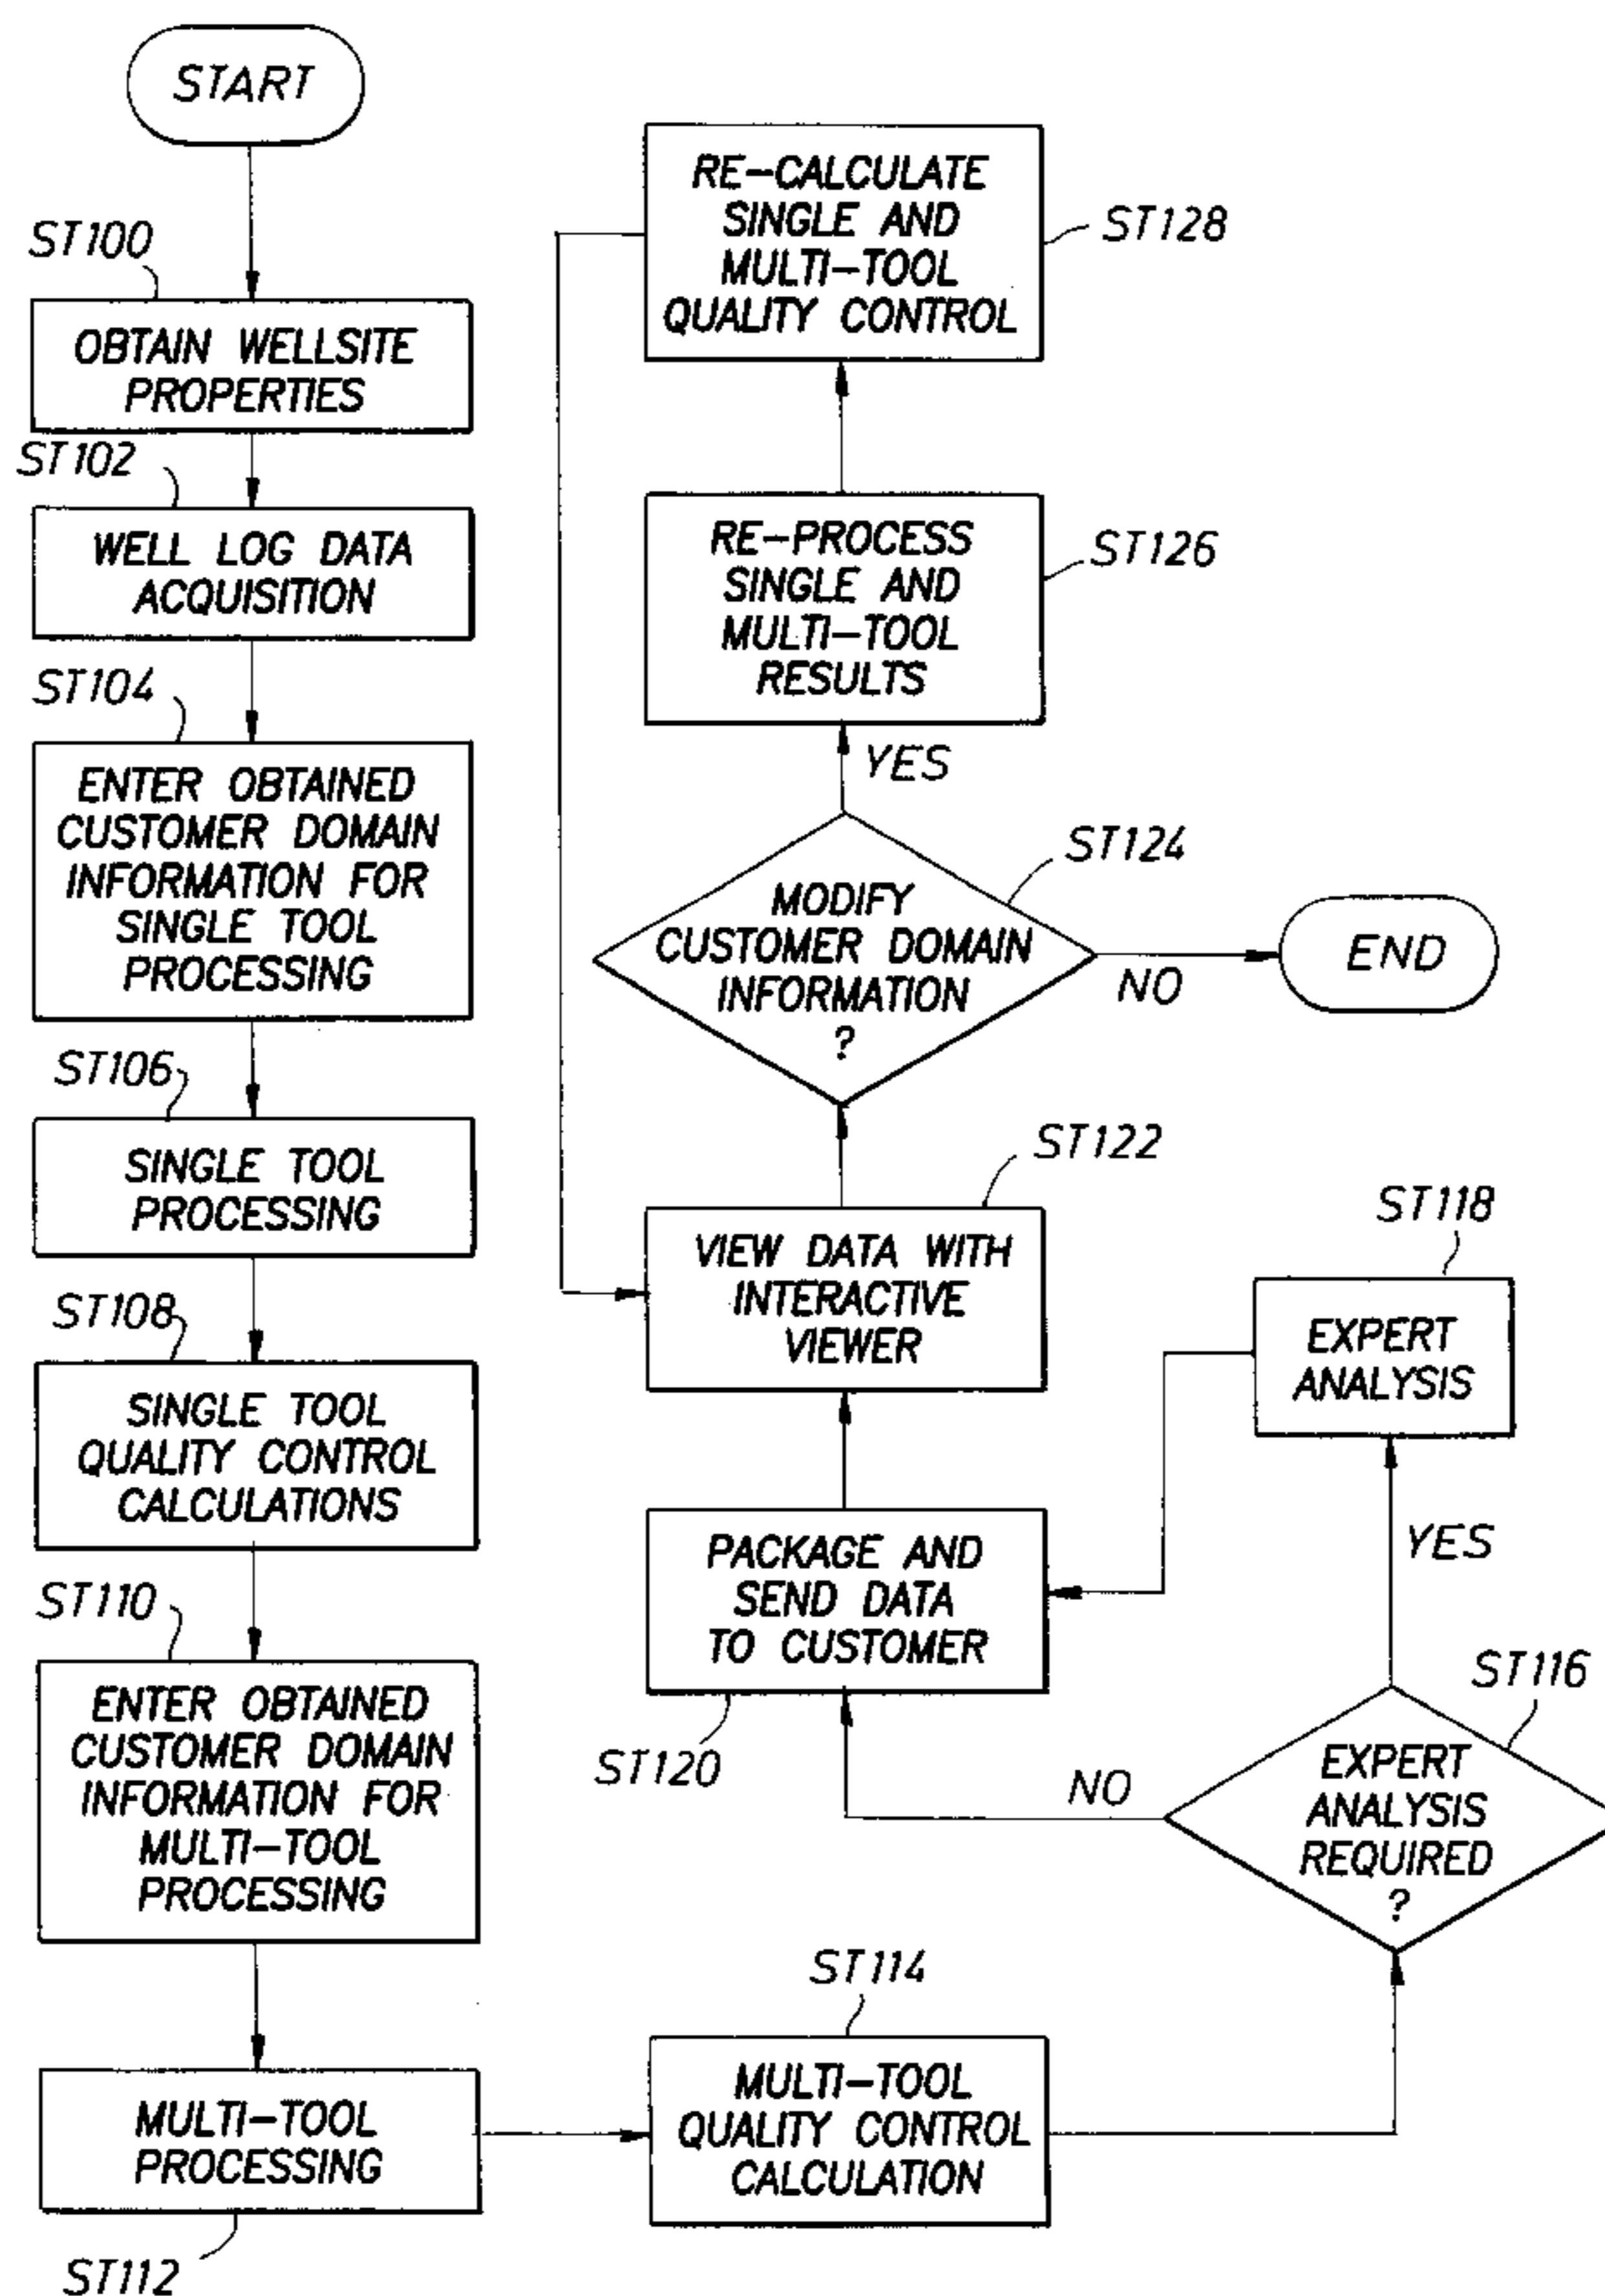 START
ST100
OBTAIN WELLSITE
PROPERTIES
ST102
WELL LOG DATA
ACQUISITION
ST104
ENTER OBTAINED
CUSTOMER DOMAIN
INFORMATION FOR
SINGLE TOOL
PROCESSING
ST106
SINGLE TOOL
PROCESSING
ST108
SINGLE TOOL
QUALITY CONTROL
CALCULATIONS
ST110
ENTER OBTAINED
CUSTOMER DOMAIN
INFORMATION FOR
MULTI-TOOL
PROCESSING
MULTI-TOOL
PROCESSING
ST112
ST114
MULTI-TOOL
QUALITY CONTROL
CALCULATION
ST116
EXPERT
ANALYSIS
REQUIRED
?
YES
NO
ST118
EXPERT
ANALYSIS
PACKAGE AND
SEND DATA
TO CUSTOMER
ST120
ST122
VIEW DATA WITH
INTERACTIVE
VIEWER
ST124
MODIFY
CUSTOMER DOMAIN
INFORMATION
?
NO
END
YES
RE-PROCESS
SINGLE AND
MULTI-TOOL
RESULTS
ST126
RE-CALCULATE
SINGLE AND
MULTI-TOOL
QUALITY CONTROL
ST128